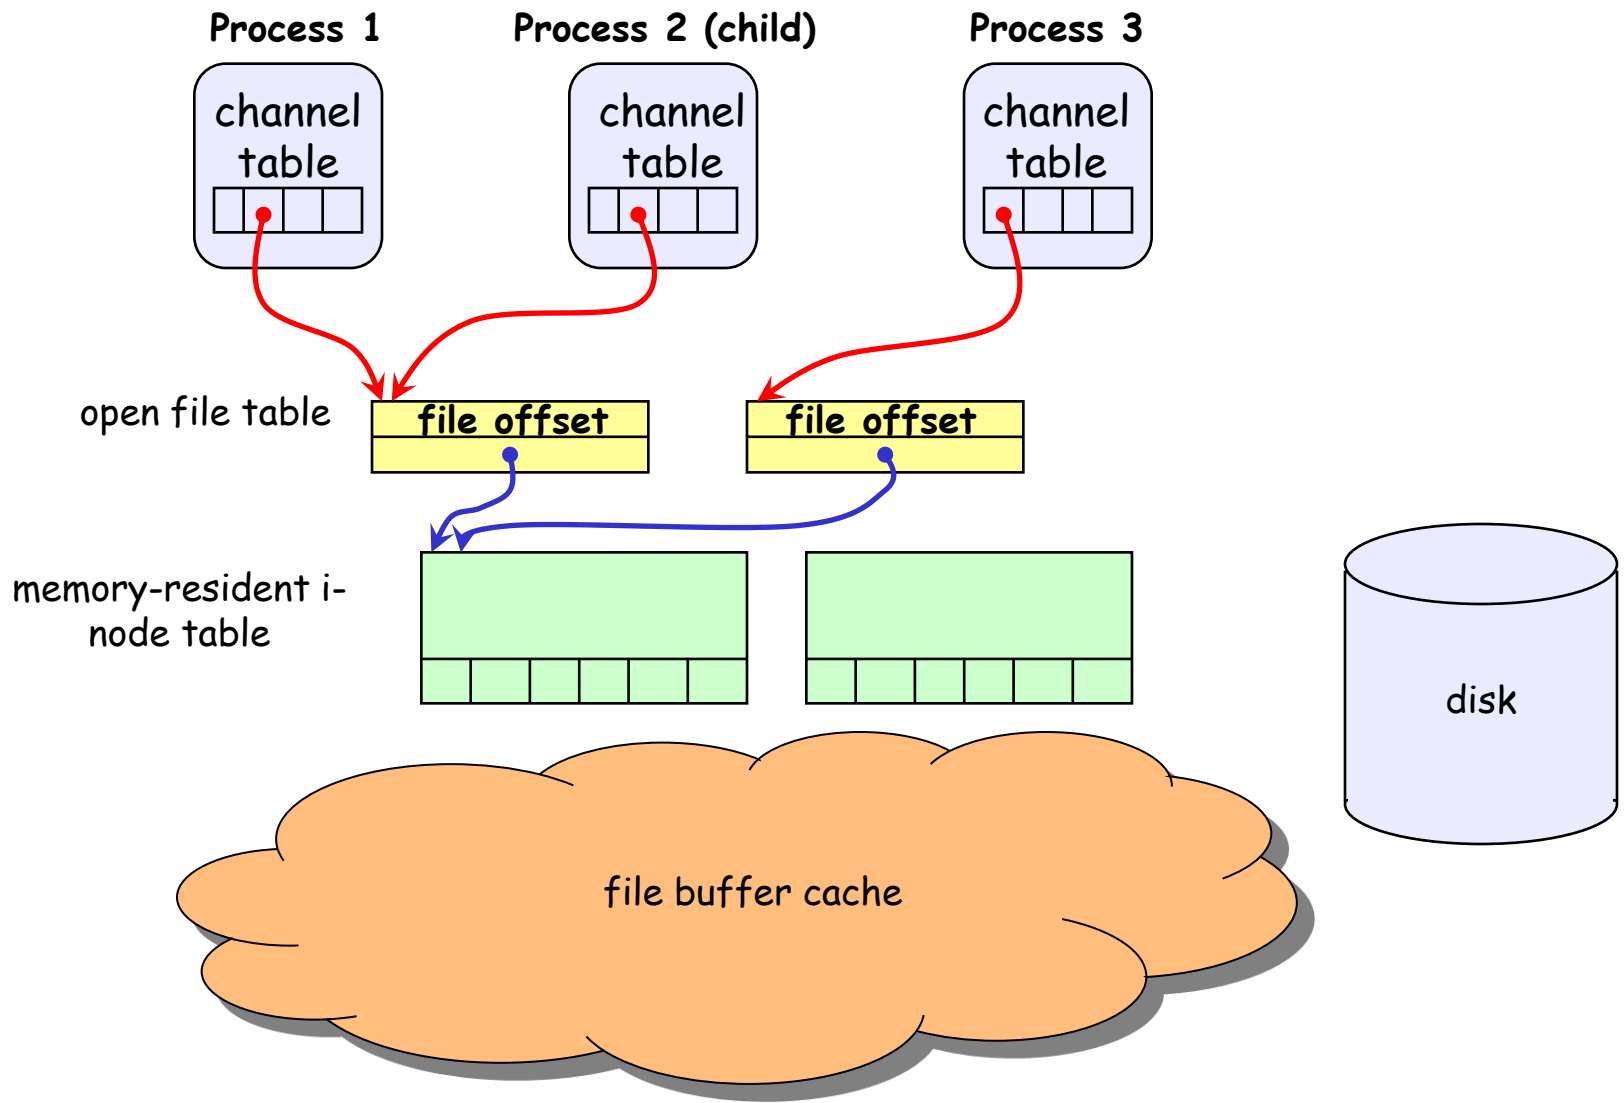 Process 1
Process 2 (child)
Process 3
channel
table
channel
table
channel
table
open file table
file offset
file offset
memory-resident i-
node table
disk
file buffer cache